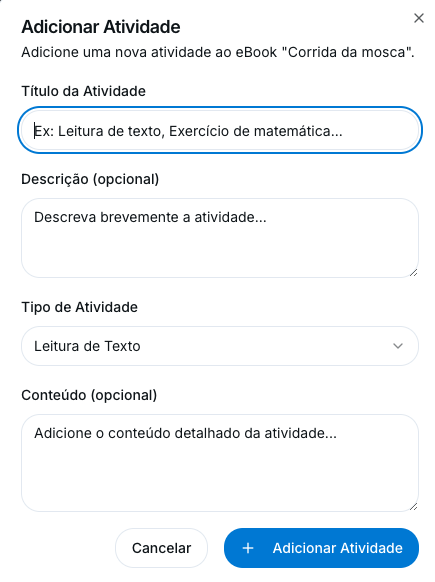 Adicionar Atividade
Adicione uma nova atividade ao eBook "Corrida da mosca".
Título da Atividade
Ex: Leitura de texto, Exercício de matemática...
Descrição (opcional)
Descreva brevemente a atividade...
Tipo de Atividade
Leitura de Texto
Conteúdo (opcional)
Adicione o conteúdo detalhado da atividade...
Cancelar
+ Adicionar Atividade